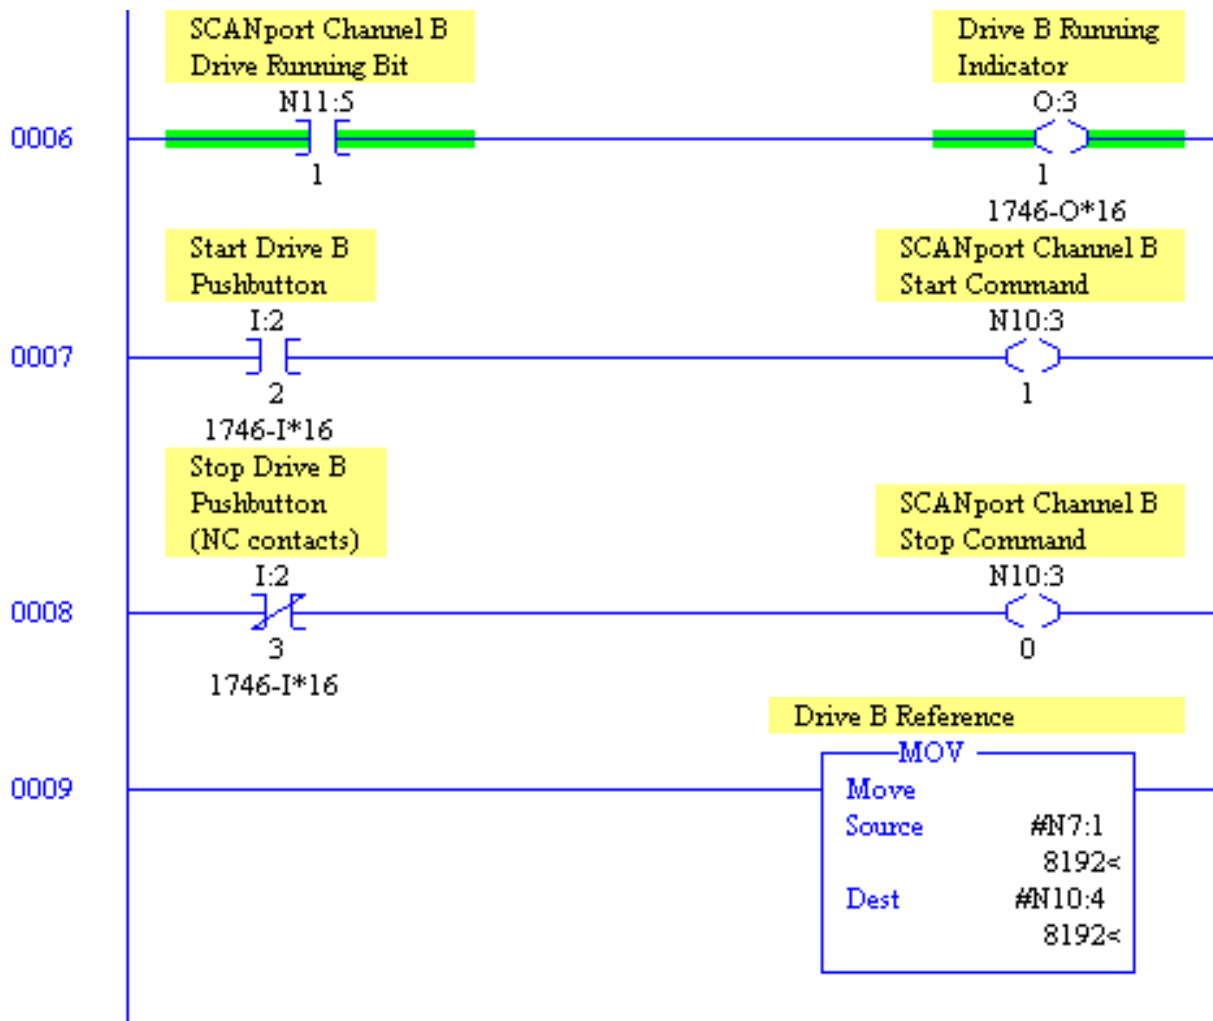 SCANport Channel B
Drive Running Bit
N11:5
1
Drive B Running
Indicator
O:3
1
1746-O*16
0006
Start Drive B
Pushbutton
I:2
2
1746-I*16
SCANport Channel B
Start Command
N10:3
1
0007
Stop Drive B
Pushbutton
(NC contacts)
I:2
3
1746-I*16
SCANport Channel B
Stop Command
N10:3
0
0008
Drive B Reference
MOV
0009
Move
Source #N7:1
8192<
Dest #N10:4
8192<